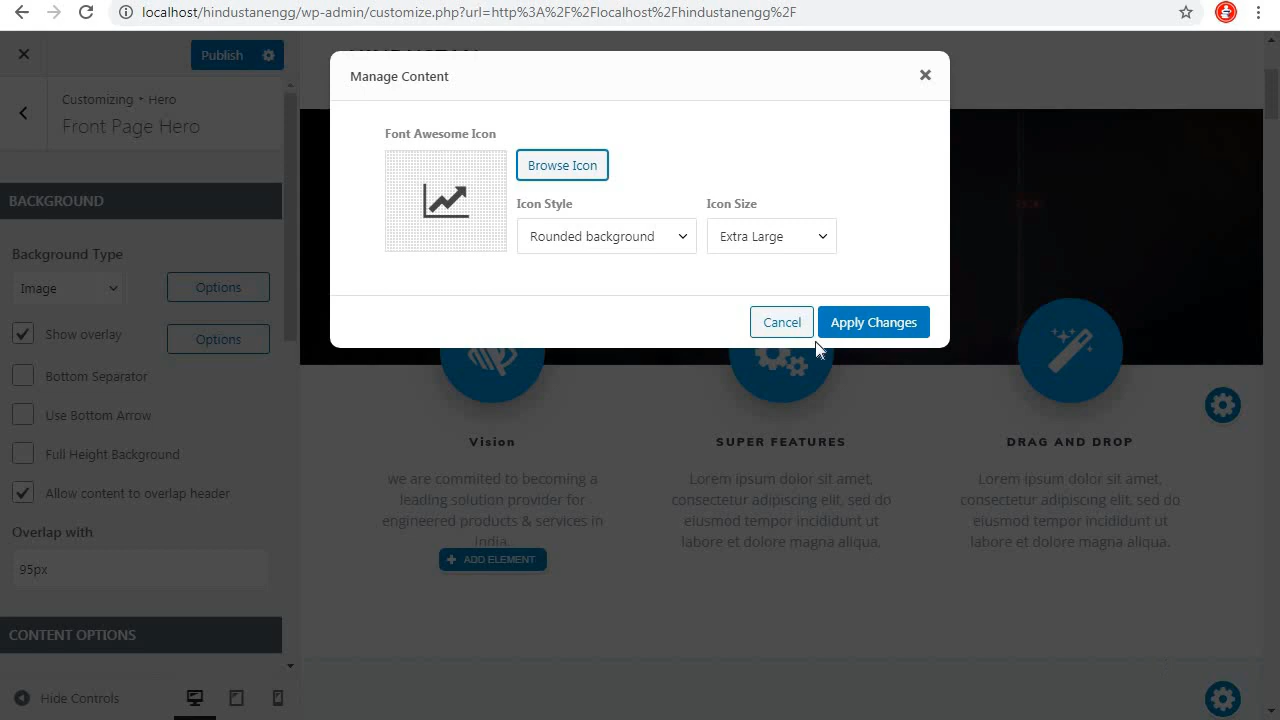 localhost/hindustanengg/wp-admin/customize.php?url=http%3A%2F%2Flocalhost%2Fhindustanengg%2F
Publish
Customizing • Hero
Front Page Hero
BACKGROUND
Background Type
Image
Options
Show overlay
Options
Bottom Separator
Use Bottom Arrow
Full Height Background
Allow content to overlap header
Overlap with
95px
CONTENT OPTIONS
Hide Controls
Manage Content
Font Awesome Icon
Browse Icon
Icon Style
Icon Size
Rounded background
Extra Large
Cancel
Apply Changes
Vision
we are commited to becoming a
leading solution provider for
engineered products & services in
India.
ADD ELEMENT
SUPER FEATURES
Lorem ipsum dolor sit amet,
consectetur adipiscing elit, sed do
eiusmod tempor incididunt ut
labore et dolore magna aliqua.
DRAG AND DROP
Lorem ipsum dolor sit amet,
consectetur adipiscing elit, sed do
eiusmod tempor incididunt ut
labore et dolore magna aliqua.